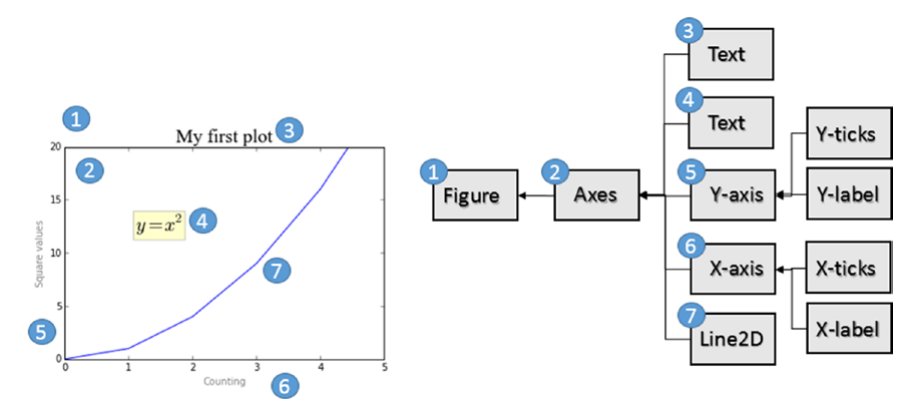 1
My first plot 3
20
2
15
y=x²
4
10
Square values
7
5
5
0
0 1 2 3 4 5
Counting
6
3
Text
4
Text
Y-ticks
1
Figure
2
Axes
5
Y-axis
Y-label
6
X-axis
X-ticks
7
Line2D
X-label